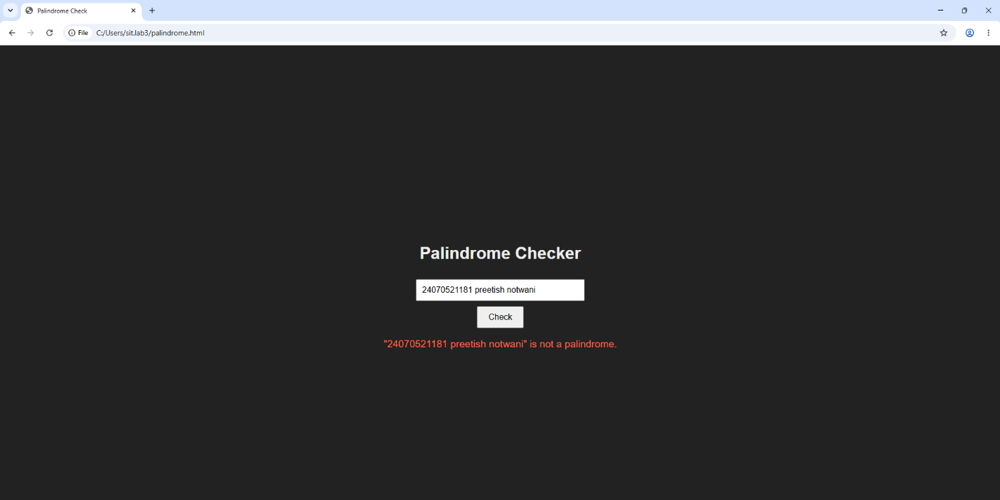 Palindrome Check
File C:/Users/sit.lab3/palindrome.html
Palindrome Checker
24070521181 preetish notwani
Check
"24070521181 preetish notwani" is not a palindrome.